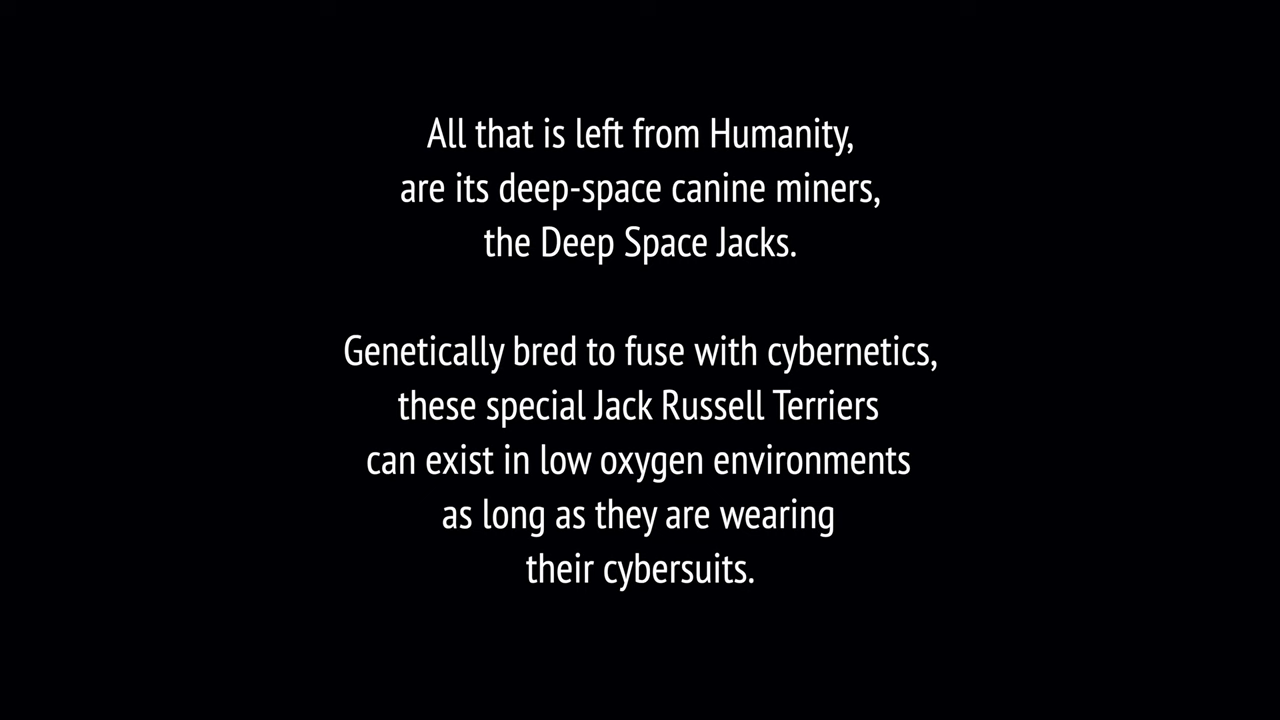 All that is left from Humanity,
are its deep-space canine miners,
the Deep Space Jacks.
Genetically bred to fuse with cybernetics,
these special Jack Russell Terriers
can exist in low oxygen environments
as long as they are wearing
their cybersuits.